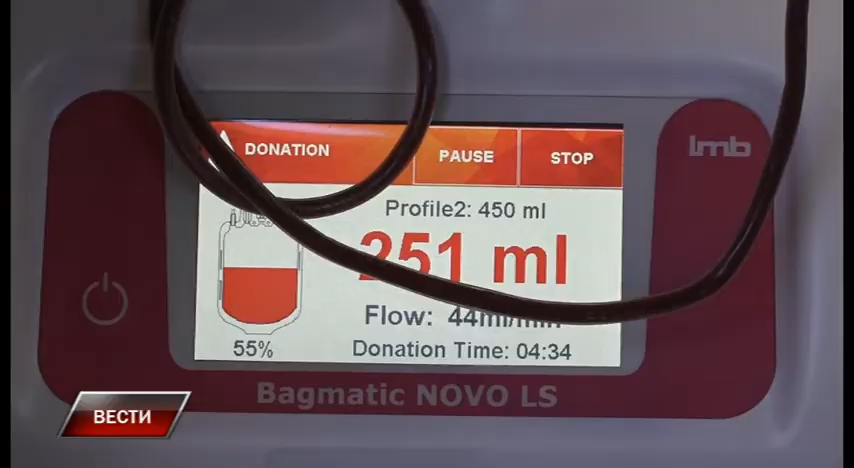 DONATION
PAUSE
STOP
lmb
Profile2: 450 ml
251 ml
Flow: 44ml/min
55%
Donation Time: 04:34
Bagmatic NOVO LS
ВЕСТИ